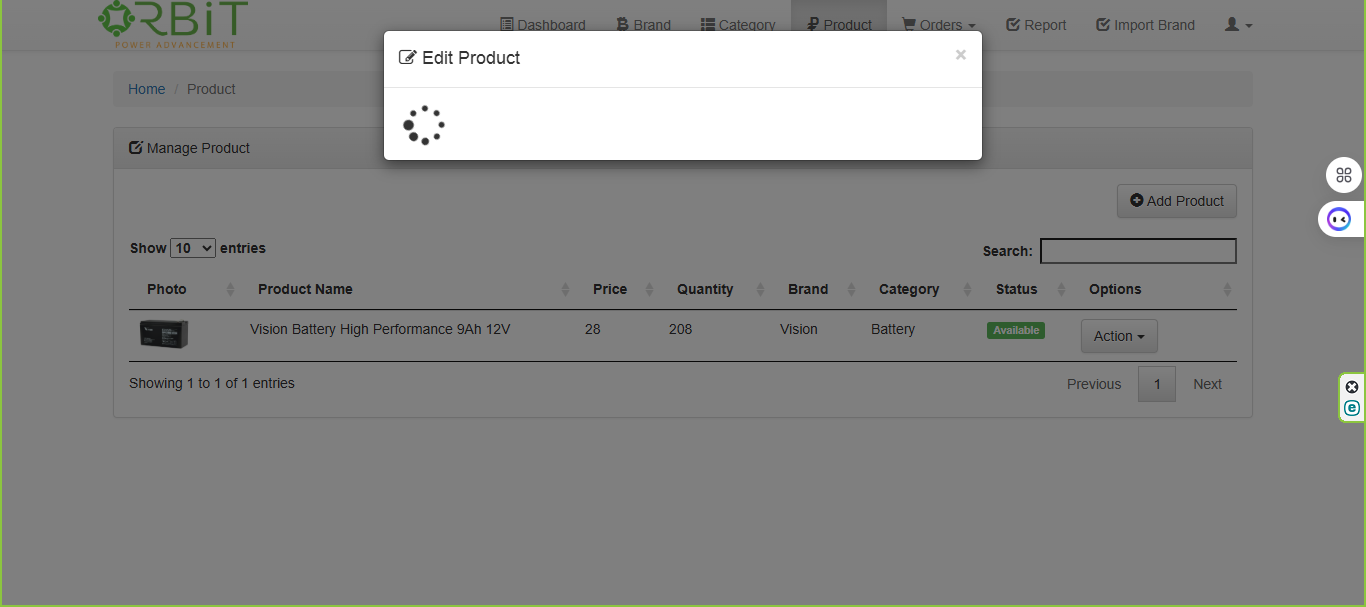 ORBiT
POWER ADVANCEMENT
Dashboard Brand Category Product Orders Report Import Brand
Edit Product ×
Home / Product
Manage Product
Add Product
Show 10 entries
Search:
Photo Product Name Price Quantity Brand Category Status Options
Vision Battery High Performance 9Ah 12V 28 208 Vision Battery Available Action
Showing 1 to 1 of 1 entries
Previous 1 Next